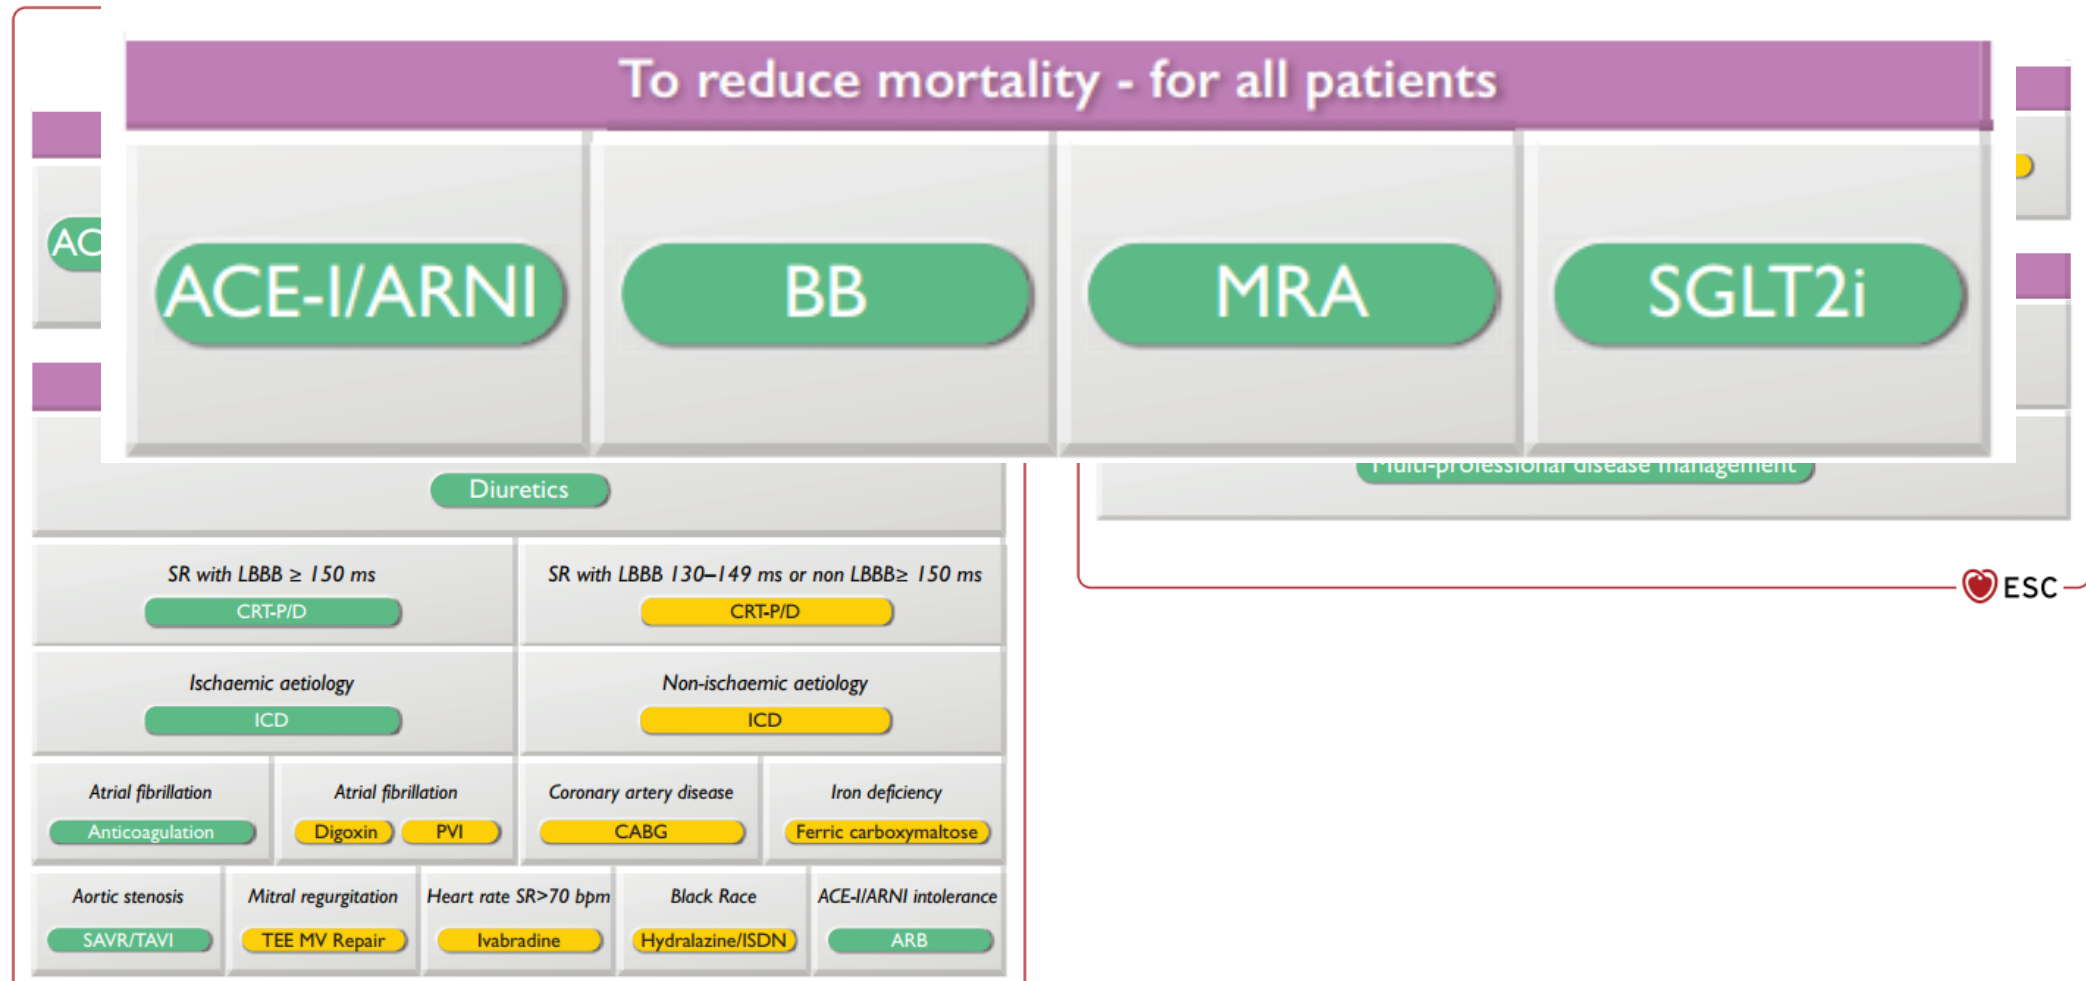 To reduce mortality - for all patients
ACE-I/ARNI
BB
MRA
SGLT2i
AC
Diuretics
SR with LBBB ≥ 150 ms
CRT-P/D
SR with LBBB 130–149 ms or non LBBB≥ 150 ms
CRT-P/D
Ischaemic aetiology
ICD
Non-ischaemic aetiology
ICD
Atrial fibrillation
Anticoagulation
Atrial fibrillation
Digoxin
PVI
Coronary artery disease
CABG
Iron deficiency
Ferric carboxymaltose
Aortic stenosis
SAVR/TAVI
Mitral regurgitation
TEE MV Repair
Heart rate SR>70 bpm
Ivabradine
Black Race
Hydralazine/ISDN
ACE-I/ARNI intolerance
ARB
Multi-professional disease management
ESC